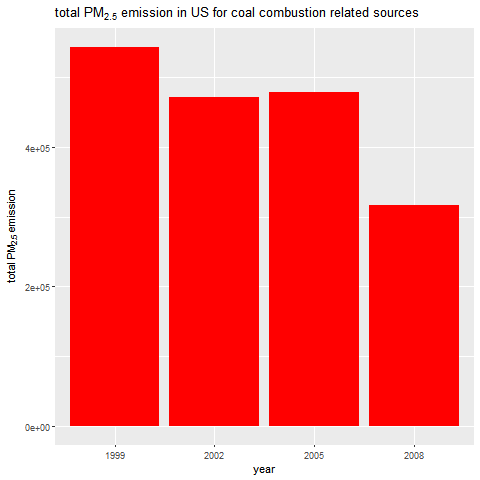 total PM2.5 emission in US for coal combustion related sources
total PM2.5 emission
4e+05
2e+05
0e+00
1999 2002 2005 2008
year